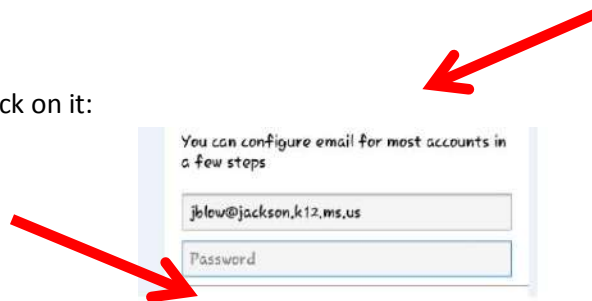 ck on it:
You can configure email for most accounts in
a few steps
jblow@jackson.k12.ms.us
Password